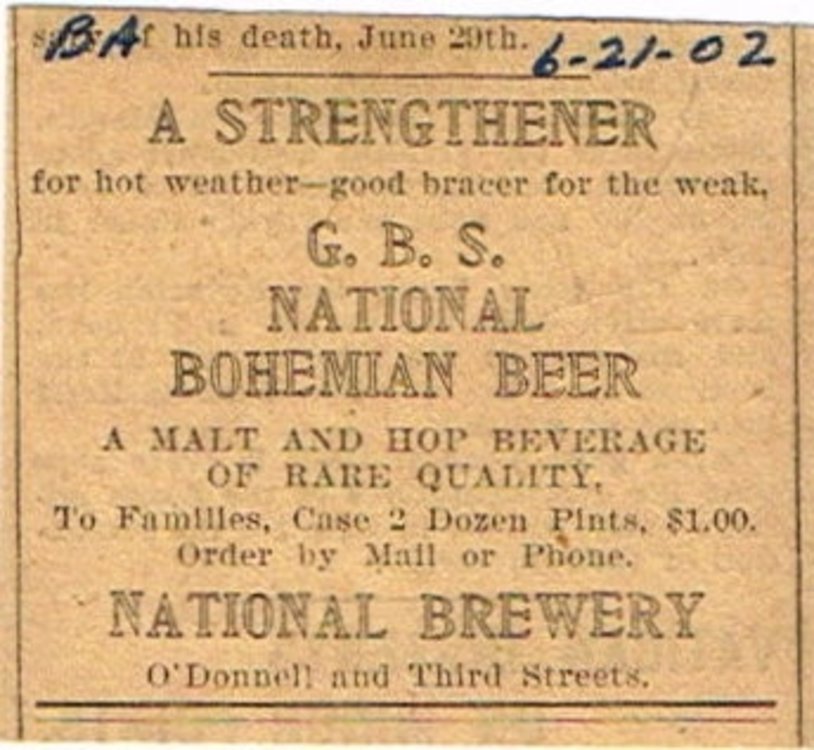 BA of his death, June 29th. 6-21-02
A STRENGTHENER
for hot weather—good bracer for the weak,
G. B. S.
NATIONAL
BOHEMIAN BEER
A MALT AND HOP BEVERAGE
OF RARE QUALITY,
To Families, Case 2 Dozen Pints, $1.00.
Order by Mail or Phone.
NATIONAL BREWERY
O'Donnell and Third Streets.